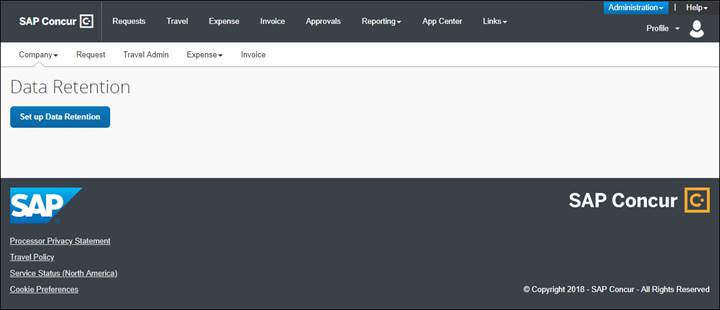 Administration | Help
SAP Concur C Requests Travel Expense Invoice Approvals Reporting App Center Links
Profile
Company Request Travel Admin Expense Invoice
Data Retention
Set up Data Retention
SAP
SAP Concur C
Processor Privacy Statement
Travel Policy
Service Status (North America)
Cookie Preferences
© Copyright 2018 - SAP Concur - All Rights Reserved